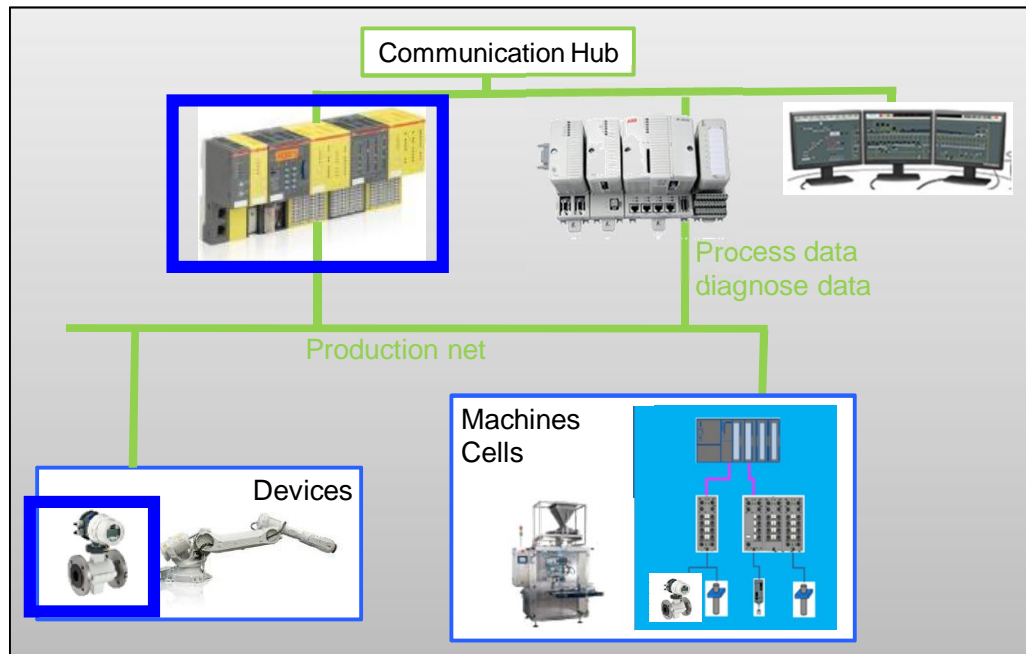 Communication Hub
Process data
diagnose data
Production net
Machines
Cells
Devices